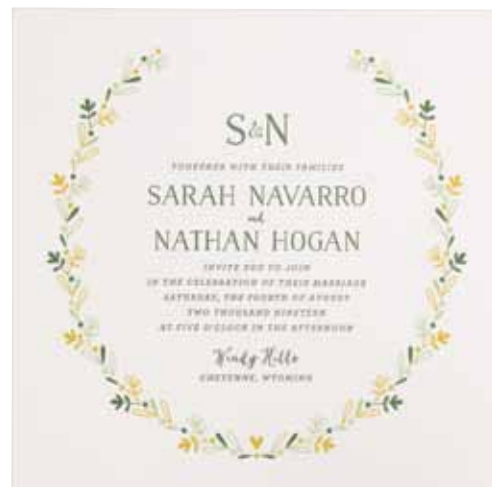 S & N
TOGETHER WITH THEIR FAMILIES
SARAH NAVARRO
and
NATHAN HOGAN
INVITE YOU TO JOIN
IN THE CELEBRATION OF THEIR MARRIAGE
SATURDAY, THE FOURTH OF AUGUST
TWO THOUSAND NINETEEN
AT FIVE O'CLOCK IN THE AFTERNOON
Windy Hills
CHEYENNE, WYOMING